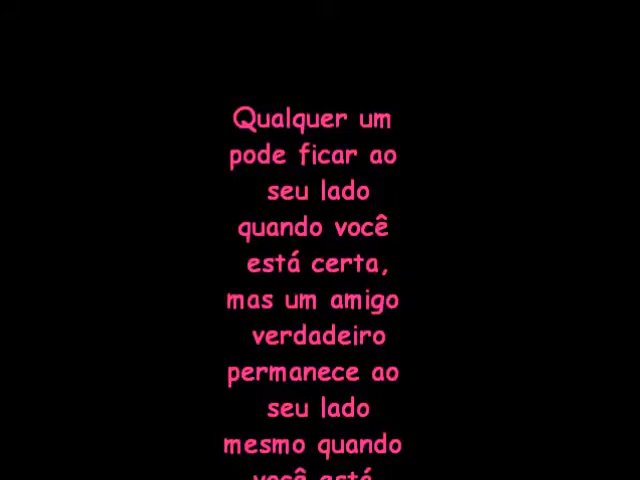 Qualquer um
pode ficar ao
seu lado
quando você
está certa,
mas um amigo
verdadeiro
permanece ao
seu lado
mesmo quando
você está